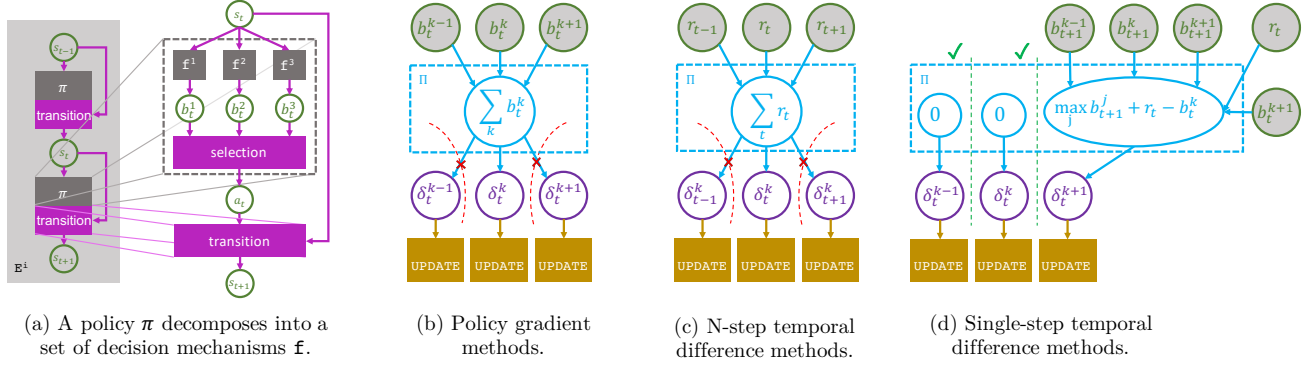 s_{t-1}
π
transition
s_t
π
transition
s_{t+1}
E^i
s_t
f^1 f^2 f^3
b_t^1 b_t^2 b_t^3
selection
a_t
transition
s_{t+1}
(a) A policy π decomposes into a
set of decision mechanisms f.
b_t^{k-1} b_t^k b_t^{k+1}
Π
∑_k b_t^k
δ_t^{k-1} δ_t^k δ_t^{k+1}
UPDATE UPDATE UPDATE
(b) Policy gradient
methods.
r_{t-1} r_t r_{t+1}
Π
∑_t r_t
δ_{t-1}^k δ_t^k δ_{t+1}^k
UPDATE UPDATE UPDATE
(c) N-step temporal
difference methods.
b_{t+1}^{k-1} b_{t+1}^k b_{t+1}^{k+1} r_t
✓ ✓
Π
0 0 max_j b_{t+1}^j + r_t − b_t^k b_t^{k+1}
δ_t^{k-1} δ_t^k δ_t^{k+1}
UPDATE UPDATE UPDATE
(d) Single-step temporal
difference methods.